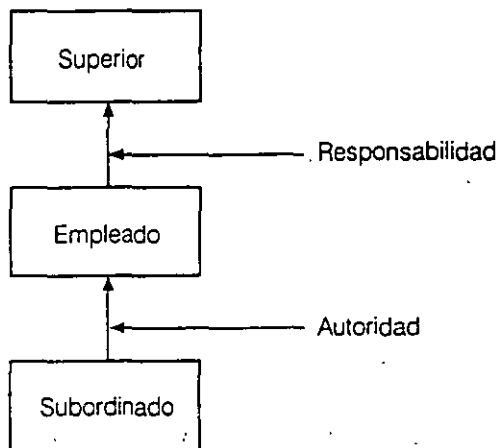 Superior
Responsabilidad
Empleado
Autoridad
Subordinado